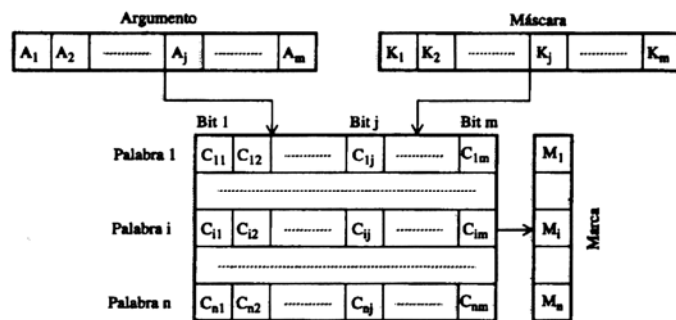 Argumento Máscara
A1 A2 ............ Aj ............ Am K1 K2 ............ Kj ............ Km
Bit 1 Bit j Bit m
Palabra 1 C11 C12 ............ C1j ............ C1m M1
............
Palabra i Ci1 Ci2 ............ Cij ............ Cim Mi Marca
............
Palabra n Cn1 Cn2 ............ Cnj ............ Cnm Mn